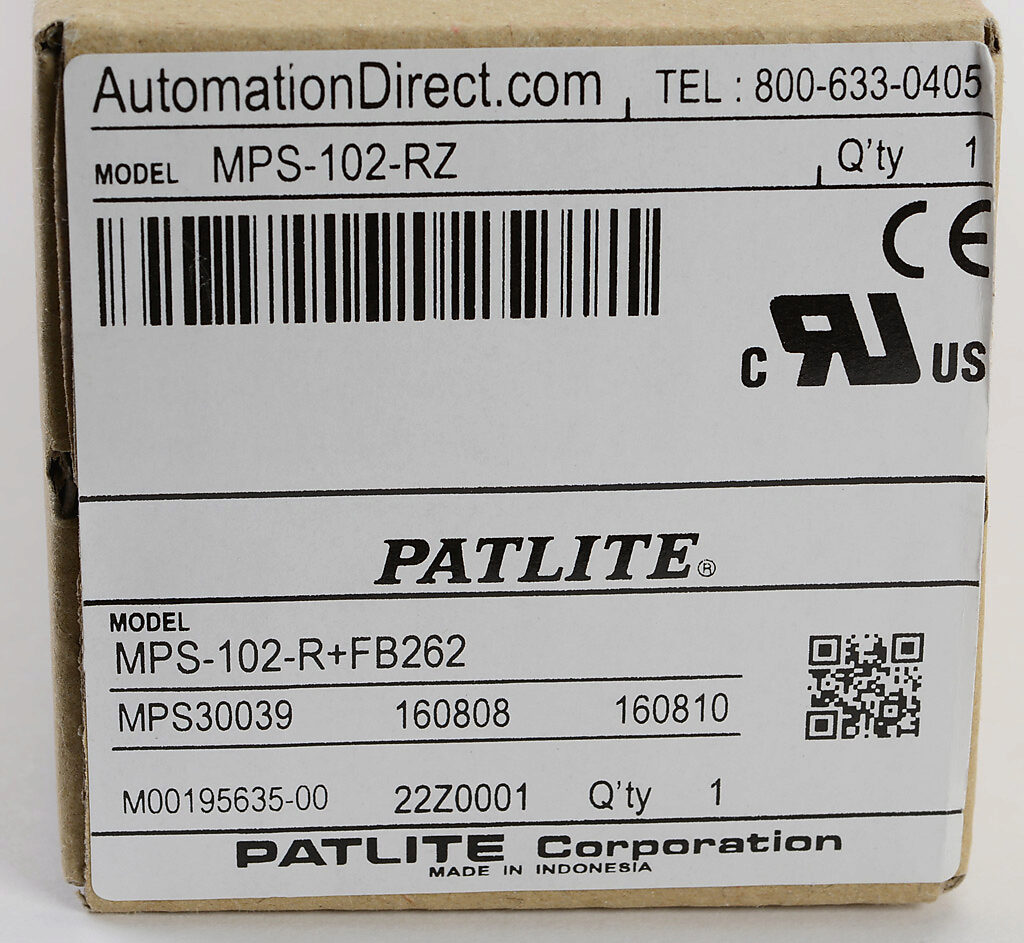 AutomationDirect.com TEL : 800-633-0405
MODEL MPS-102-RZ Q'ty 1
CE
c RU US
PATLITE®
MODEL
MPS-102-R+FB262
MPS30039 160808 160810
M00195635-00 22Z0001 Q'ty 1
PATLITE Corporation
MADE IN INDONESIA